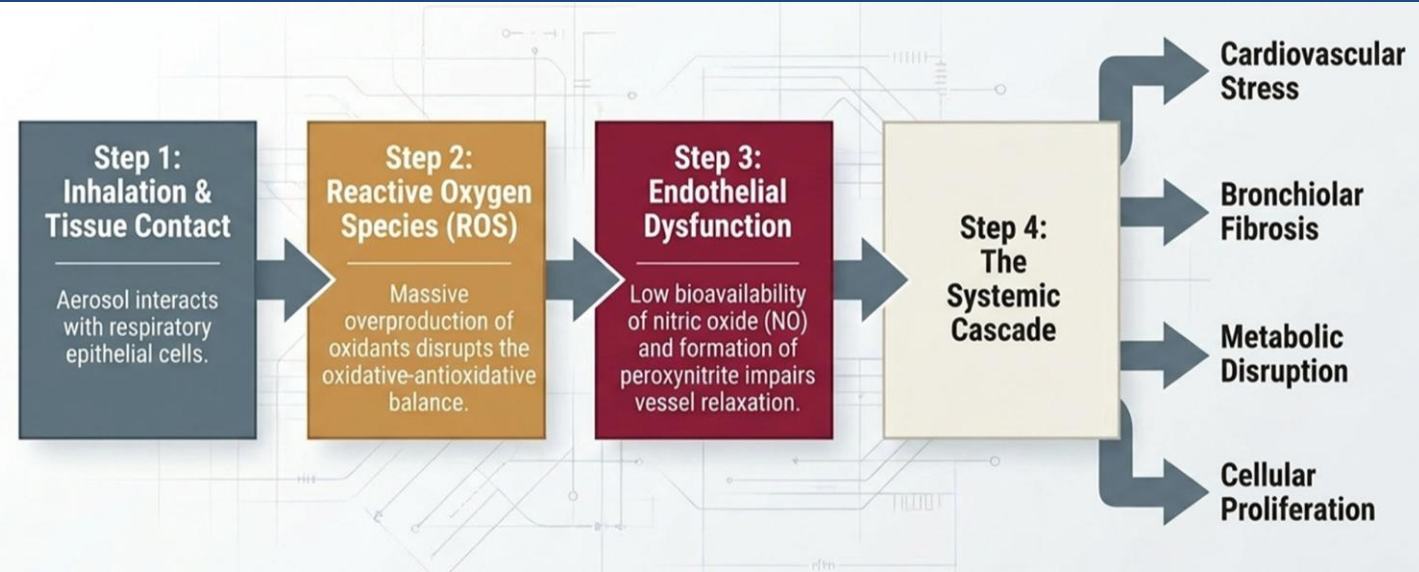 Step 1:
Inhalation &
Tissue Contact
Aerosol interacts
with respiratory
epithelial cells.
Step 2:
Reactive Oxygen
Species (ROS)
Massive
overproduction of
oxidants disrupts the
oxidative-antioxidative
balance.
Step 3:
Endothelial
Dysfunction
Low bioavailability
of nitric oxide (NO)
and formation of
peroxynitrite impairs
vessel relaxation.
Step 4:
The
Systemic
Cascade
Cardiovascular
Stress
Bronchiolar
Fibrosis
Metabolic
Disruption
Cellular
Proliferation